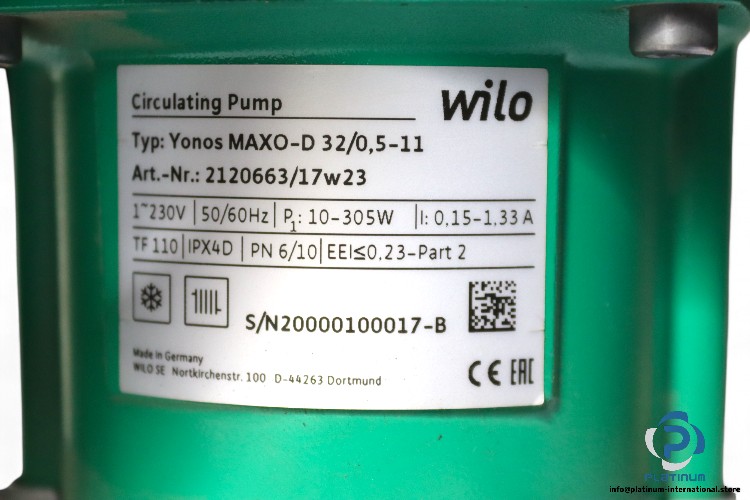 Circulating Pump
wilo
Typ: Yonos MAXO-D 32/0,5-11
Art.-Nr.: 2120663/17w23
1~230V | 50/60Hz | P1: 10-305W | I: 0,15-1,33 A
TF 110 | IPX4D | PN 6/10 | EEI≤0,23-Part 2
S/N20000100017-B
Made in Germany
WILO SE Nortkirchenstr. 100 D-44263 Dortmund
CE EAC
PLATINUM
info@platinum-international.store